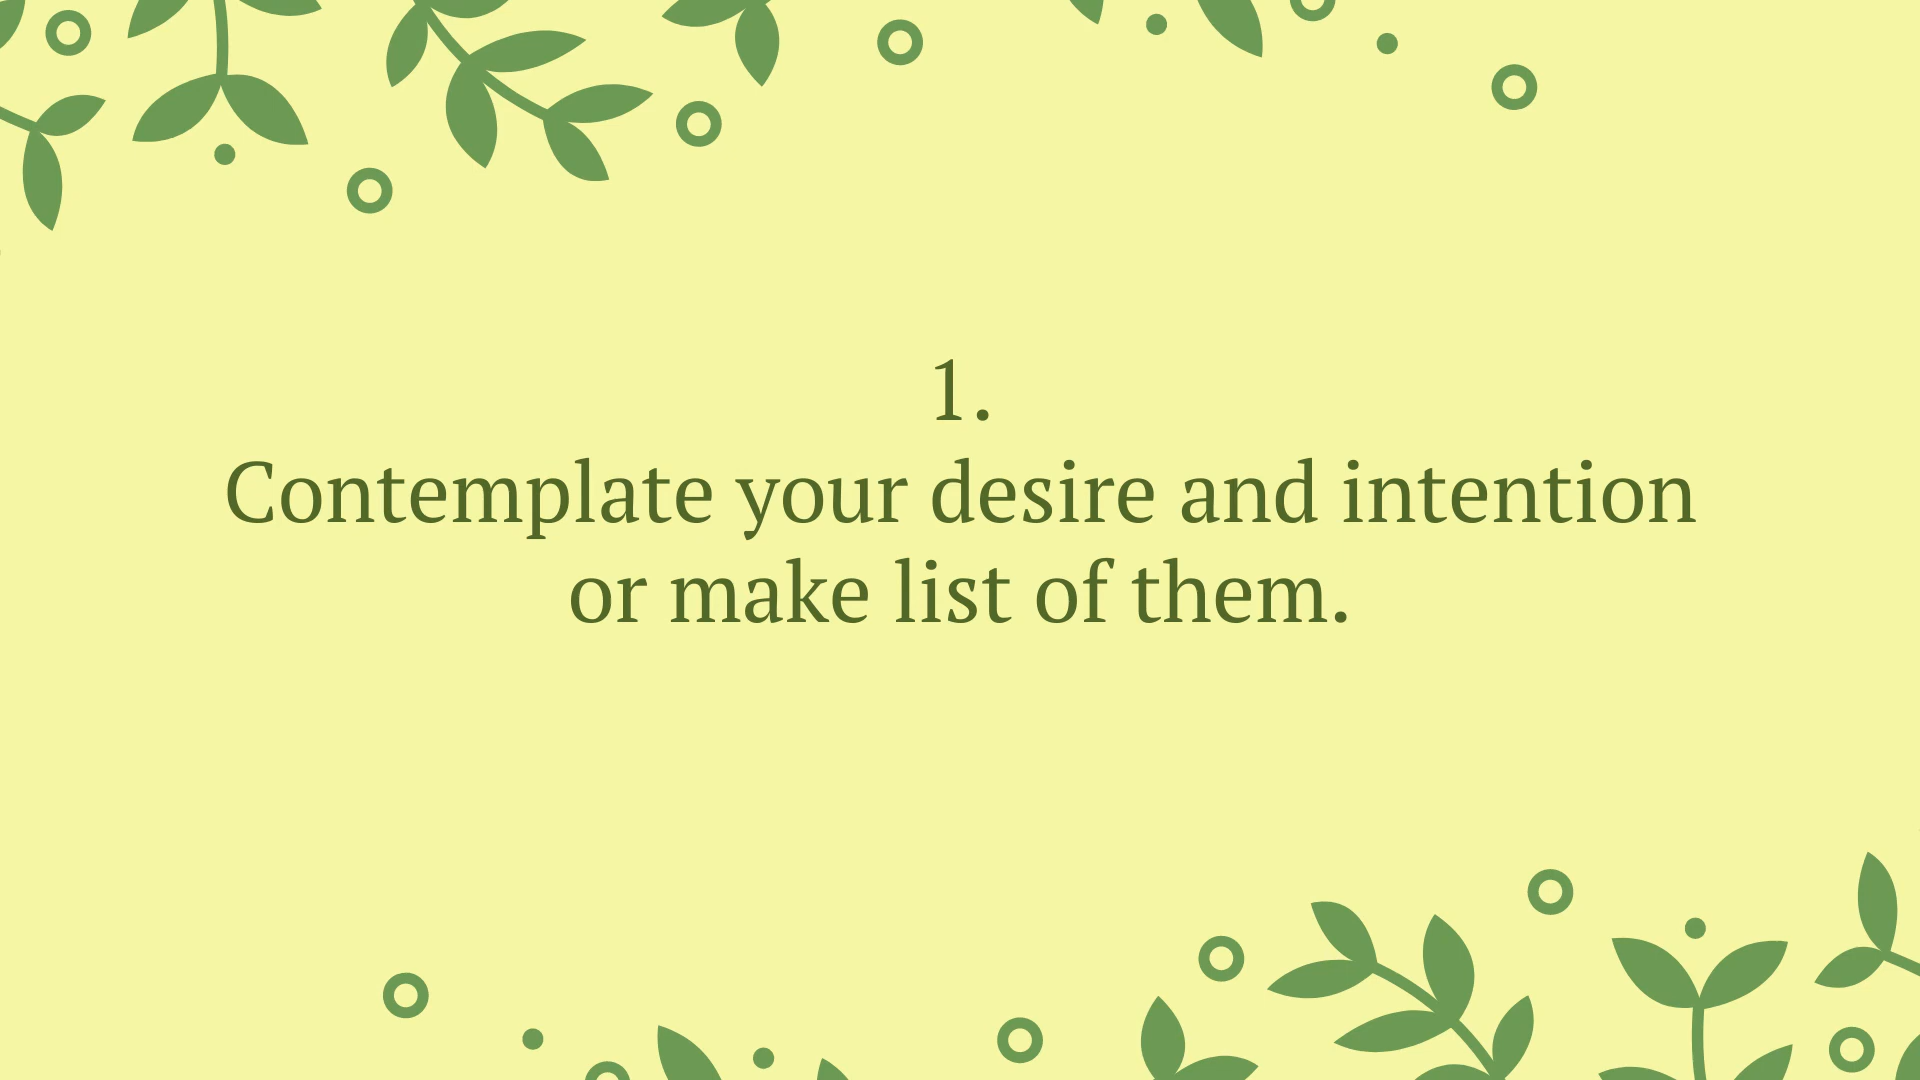 1.
Contemplate your desire and intention
or make list of them.